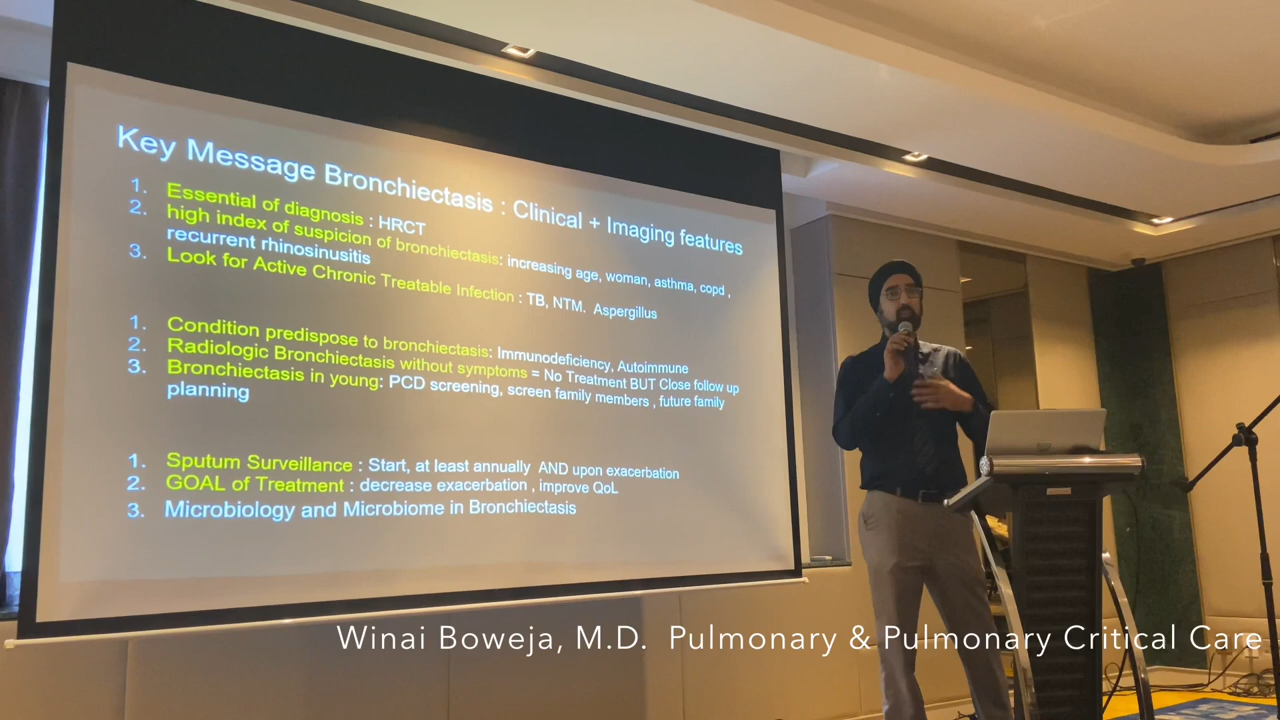 Key Message Bronchiectasis : Clinical + Imaging features
1. Essential of diagnosis : HRCT
2. high index of suspicion of bronchiectasis: increasing age, woman, asthma, copd ,
recurrent rhinosinusitis
3. Look for Active Chronic Treatable Infection : TB, NTM. Aspergillus
1. Condition predispose to bronchiectasis: Immunodeficiency, Autoimmune
2. Radiologic Bronchiectasis without symptoms = No Treatment BUT Close follow up
3. Bronchiectasis in young: PCD screening, screen family members , future family
planning
1. Sputum Surveillance : Start, at least annually AND upon exacerbation
2. GOAL of Treatment : decrease exacerbation , improve QoL
3. Microbiology and Microbiome in Bronchiectasis
Winai Boweja, M.D. Pulmonary & Pulmonary Critical Care